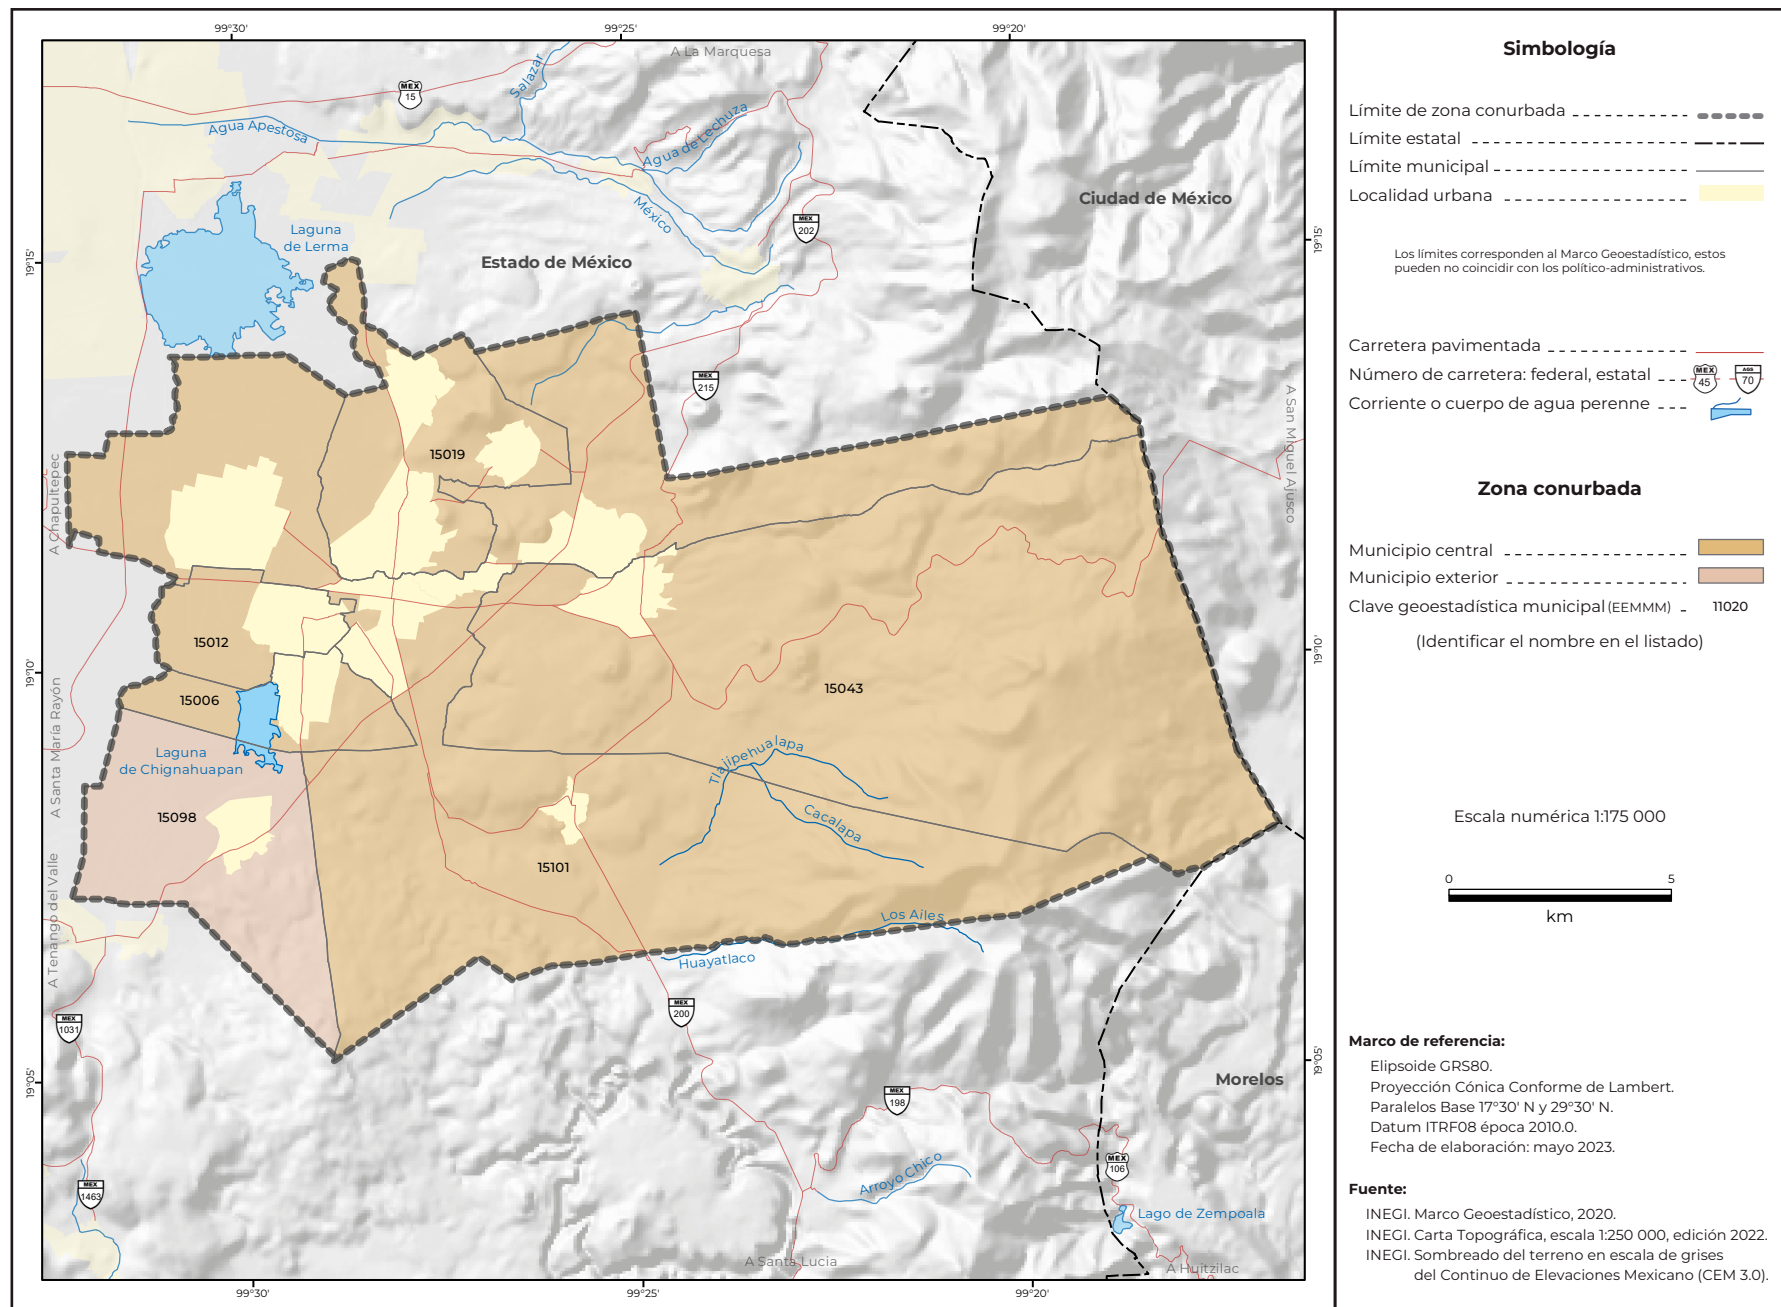 99°30'
99°25'
99°20'
A La Marquesa
MEX
15
Salazar
Agua Apestosa
Agua de Lechuza
México
Ciudad de México
MEX
202
Laguna
de Lerma
Estado de México
19°15'
19°15'
MEX
215
A San Miguel Ajusco
A Chapultepec
15019
15012
15006
15043
19°10'
19°10'
A Santa María Rayón
Laguna
de Chignahuapan
Tlajipehualapa
Cacalapa
15098
15101
A Tenango del Valle
Los Aíles
Huayatlaco
MEX
200
MEX
1031
19°05'
19°05'
Morelos
MEX
198
MEX
106
Arroyo Chico
MEX
1463
Lago de Zempoala
A Santa Lucia
A Huitzilac
99°30'
99°25'
99°20'
Simbología
Límite de zona conurbada
Límite estatal
Límite municipal
Localidad urbana
Los límites corresponden al Marco Geoestadístico, estos
pueden no coincidir con los político-administrativos.
Carretera pavimentada
Número de carretera: federal, estatal
MEX
45
AGS
70
Corriente o cuerpo de agua perenne
Zona conurbada
Municipio central
Municipio exterior
Clave geoestadística municipal (EEMMM) 11020
(Identificar el nombre en el listado)
Escala numérica 1:175 000
0 5
km
Marco de referencia:
Elipsoide GRS80.
Proyección Cónica Conforme de Lambert.
Paralelos Base 17°30' N y 29°30' N.
Datum ITRF08 época 2010.0.
Fecha de elaboración: mayo 2023.
Fuente:
INEGI. Marco Geoestadístico, 2020.
INEGI. Carta Topográfica, escala 1:250 000, edición 2022.
INEGI. Sombreado del terreno en escala de grises
del Continuo de Elevaciones Mexicano (CEM 3.0).